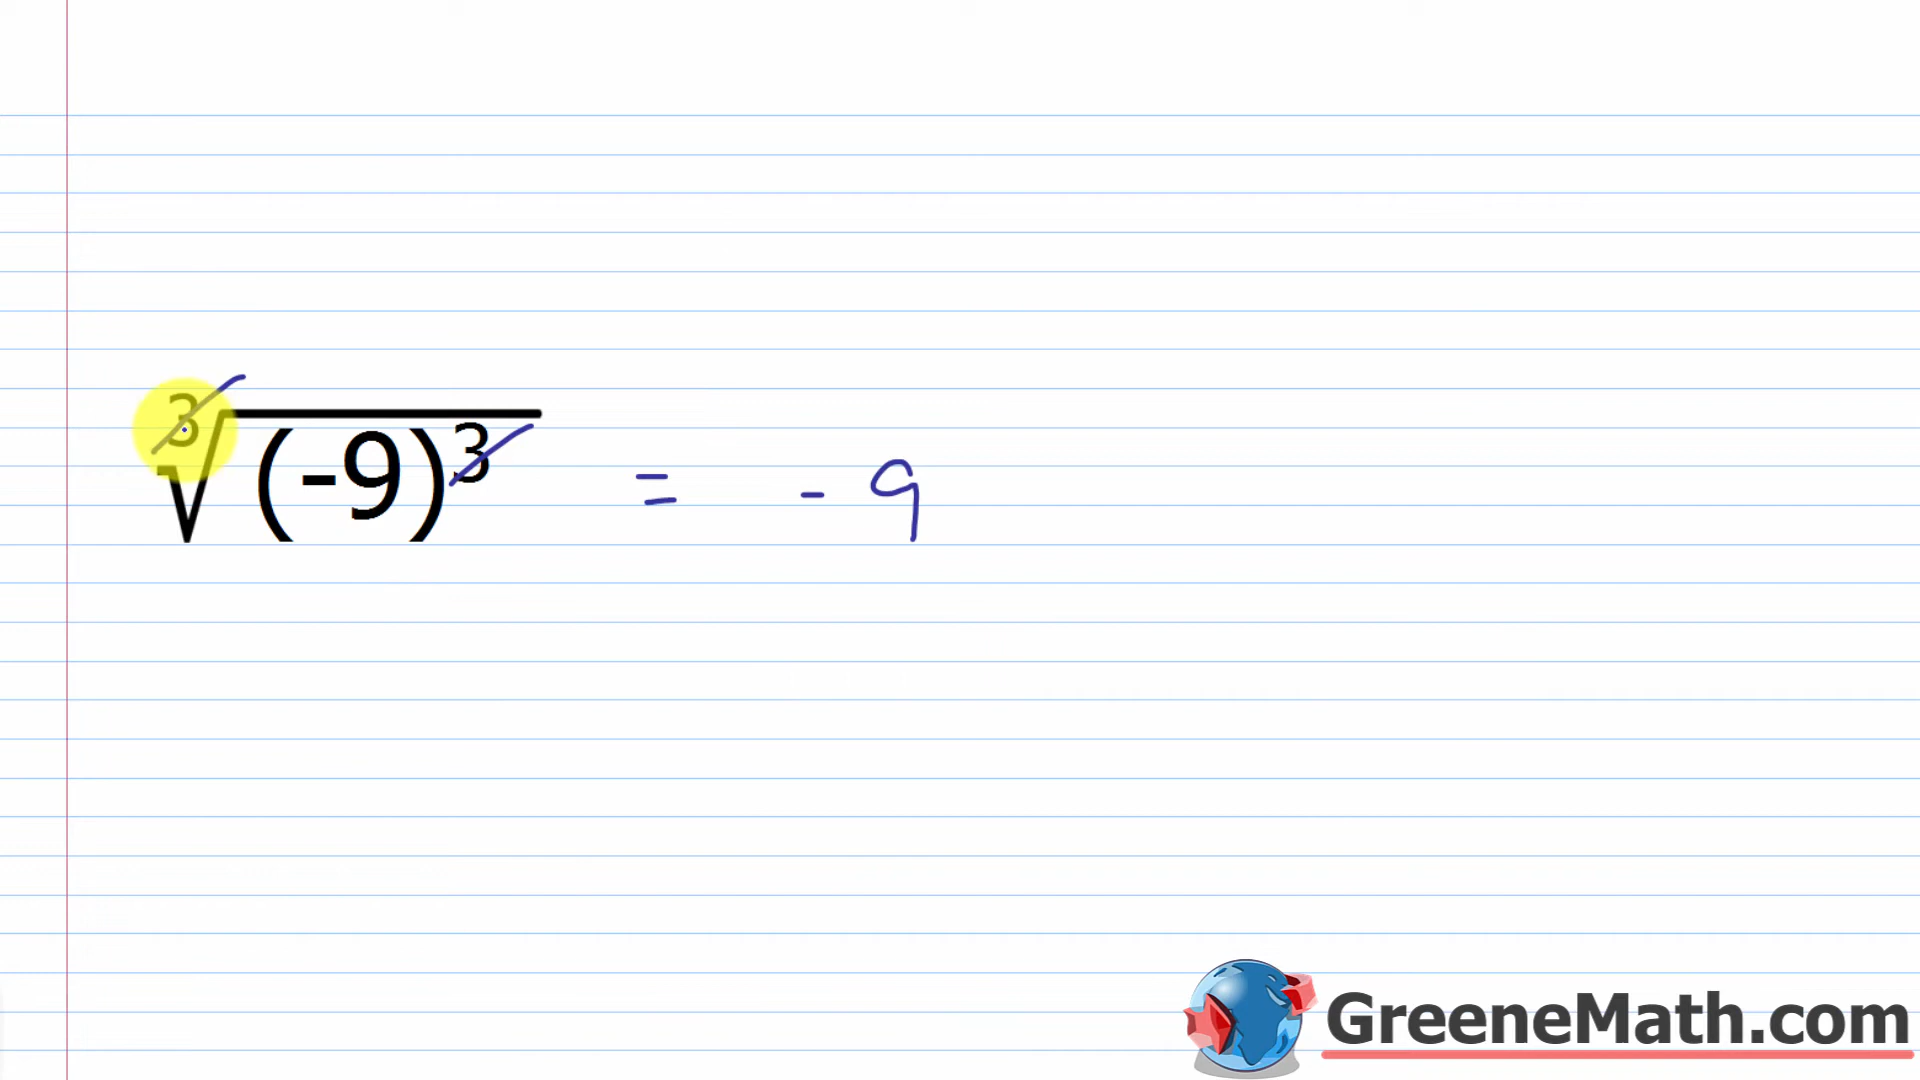 ∛(-9)³ = - 9
GreeneMath.com